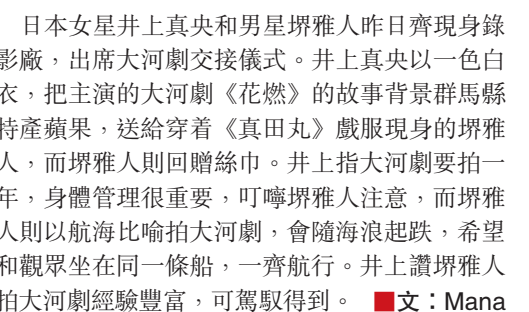 日本女星井上真央和男星堺雅人昨日齊現身錄
影廠，出席大河劇交接儀式。井上真央以一色白
衣，把主演的大河劇《花燃》的故事背景群馬縣
特產蘋果，送給穿着《真田丸》戲服現身的堺雅
人，而堺雅人則回贈絲巾。井上指大河劇要拍一
年，身體管理很重要，叮嚀堺雅人注意，而堺雅
人則以航海比喻拍大河劇，會隨海浪起跌，希望
和觀眾坐在同一條船，一齊航行。井上讚堺雅人
拍大河劇經驗豐富，可駕馭得到。 ■文：Mana